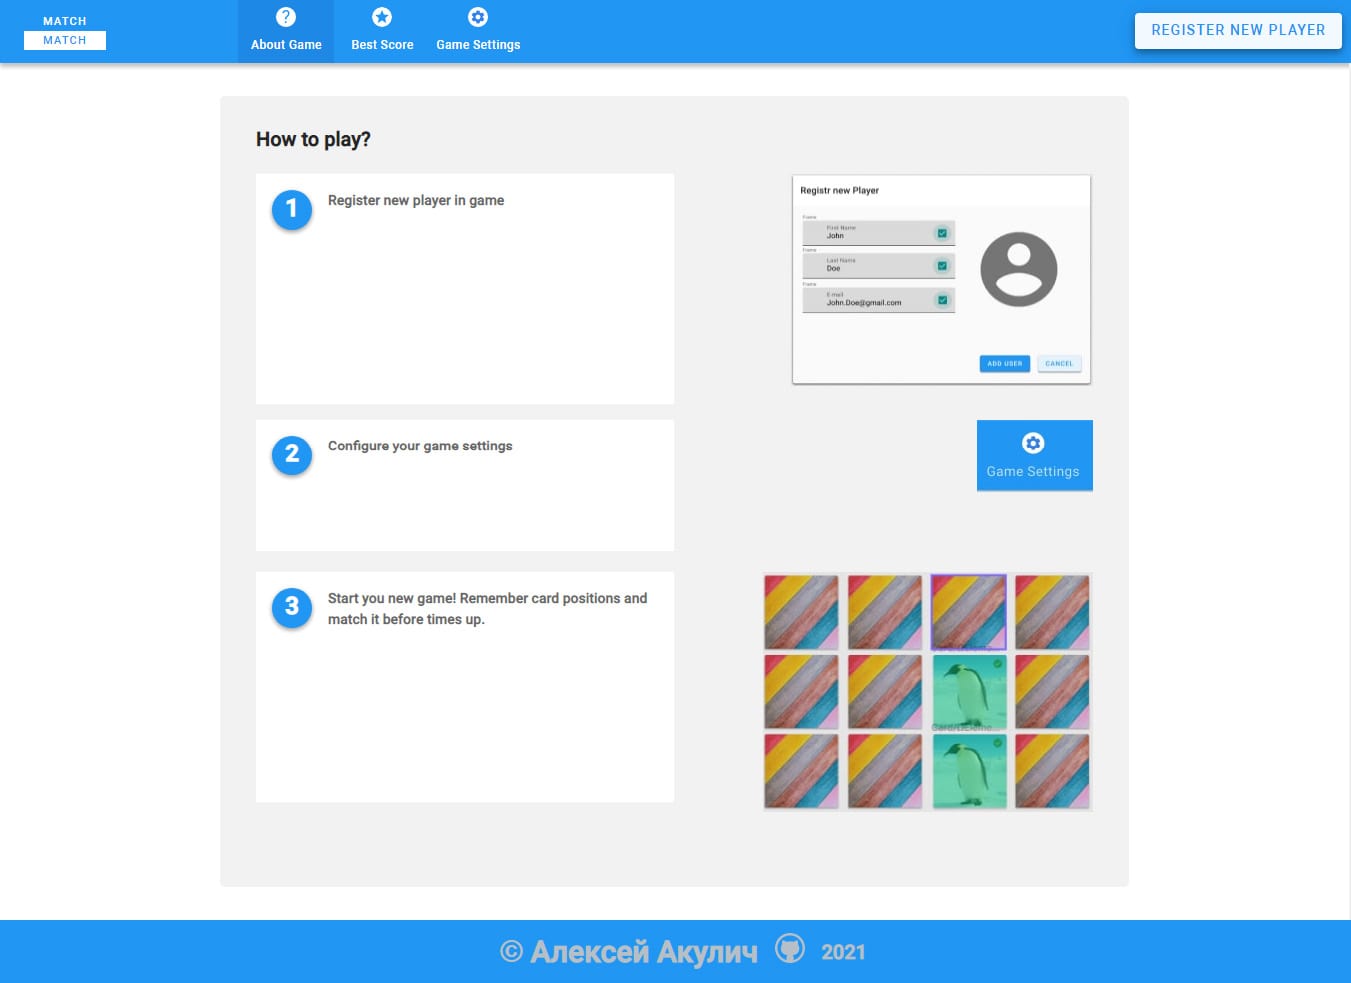 MATCH
MATCH
About Game
Best Score
Game Settings
REGISTER NEW PLAYER
How to play?
1
Register new player in game
Registr new Player
Frame
First Name
John
Frame
Last Name
Doe
Frame
E-mail
John.Doe@gmail.com
ADD USER
CANCEL
2
Configure your game settings
Game Settings
3
Start you new game! Remember card positions and
match it before times up.
© Алексей Акулич 2021